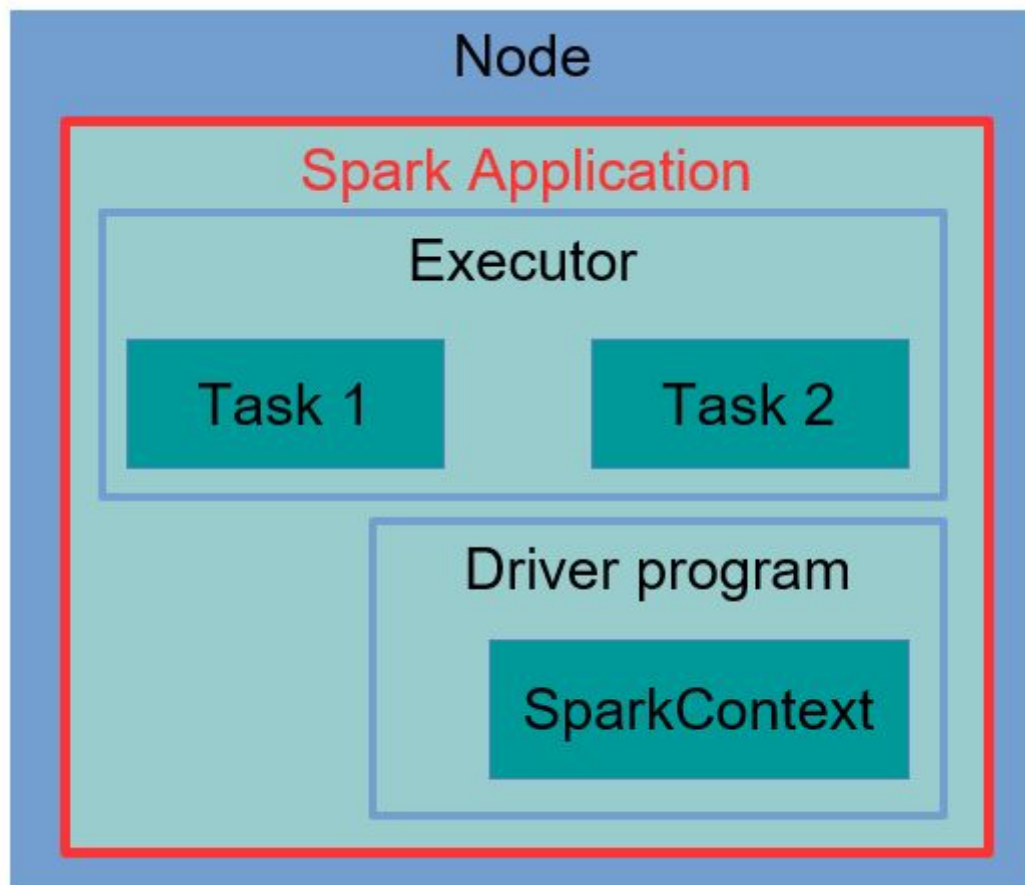 Node
Spark Application
Executor
Task 1
Task 2
Driver program
SparkContext